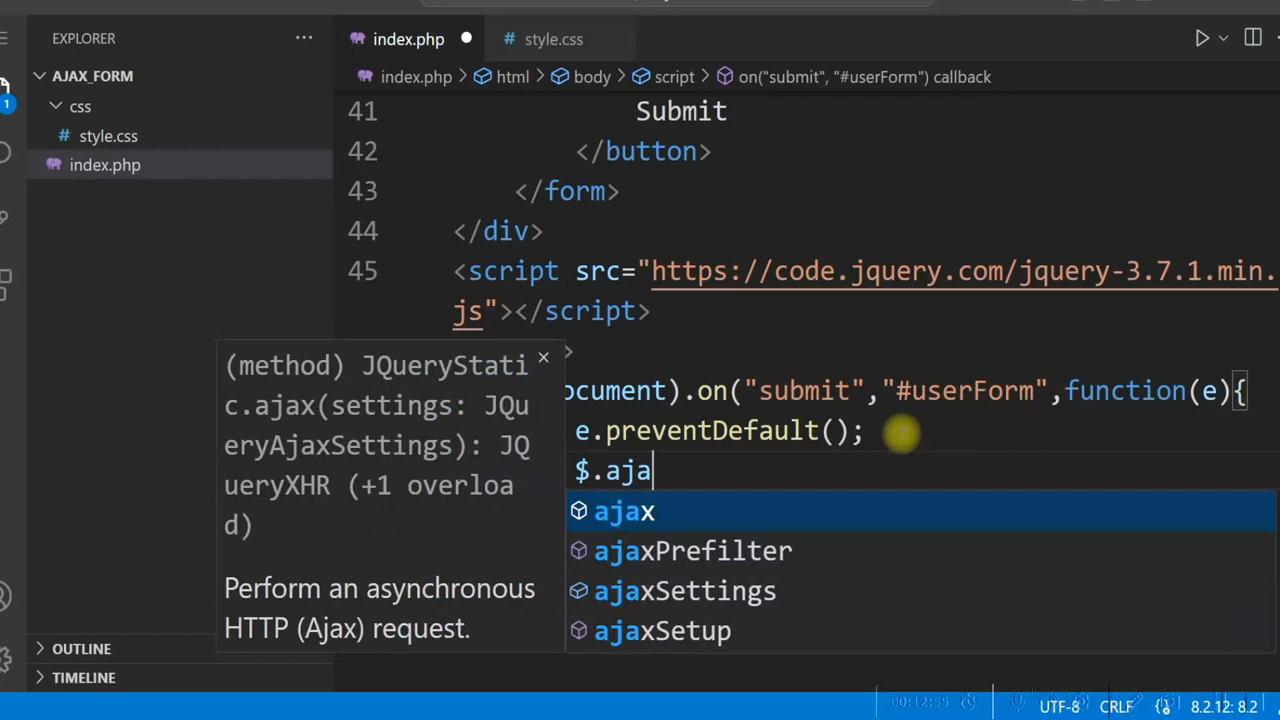 EXPLORER
AJAX_FORM
css
# style.css
index.php
1
index.php
# style.css
index.php > html > body > script > on("submit", "#userForm") callback
41 Submit
42 </button>
43 </form>
44 </div>
45 <script src="https://code.jquery.com/jquery-3.7.1.min.
js"></script>
>
ocument).on("submit","#userForm",function(e){
e.preventDefault();
$.aja
ajax
ajaxPrefilter
ajaxSettings
ajaxSetup
(method) JQueryStati
c.ajax(settings: JQu
eryAjaxSettings): JQ
ueryXHR (+1 overloa
d)
Perform an asynchronous
HTTP (Ajax) request.
OUTLINE
TIMELINE
UTF-8 CRLF 8.2.12: 8.2